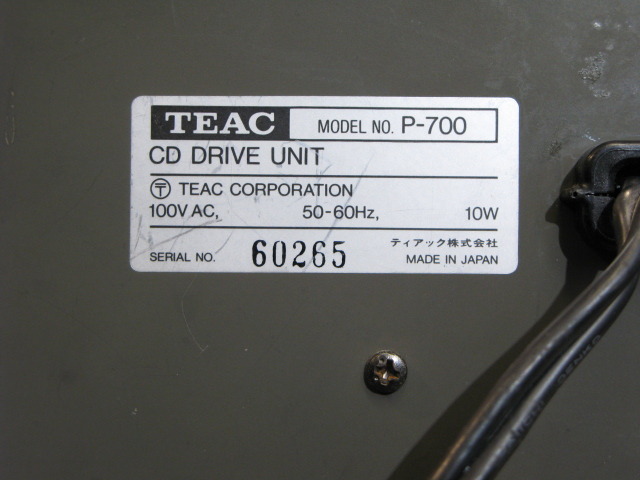 TEAC MODEL NO. P-700
CD DRIVE UNIT
TEAC CORPORATION
100V AC, 50-60Hz, 10W
ティアック株式会社
SERIAL NO. 60265 MADE IN JAPAN